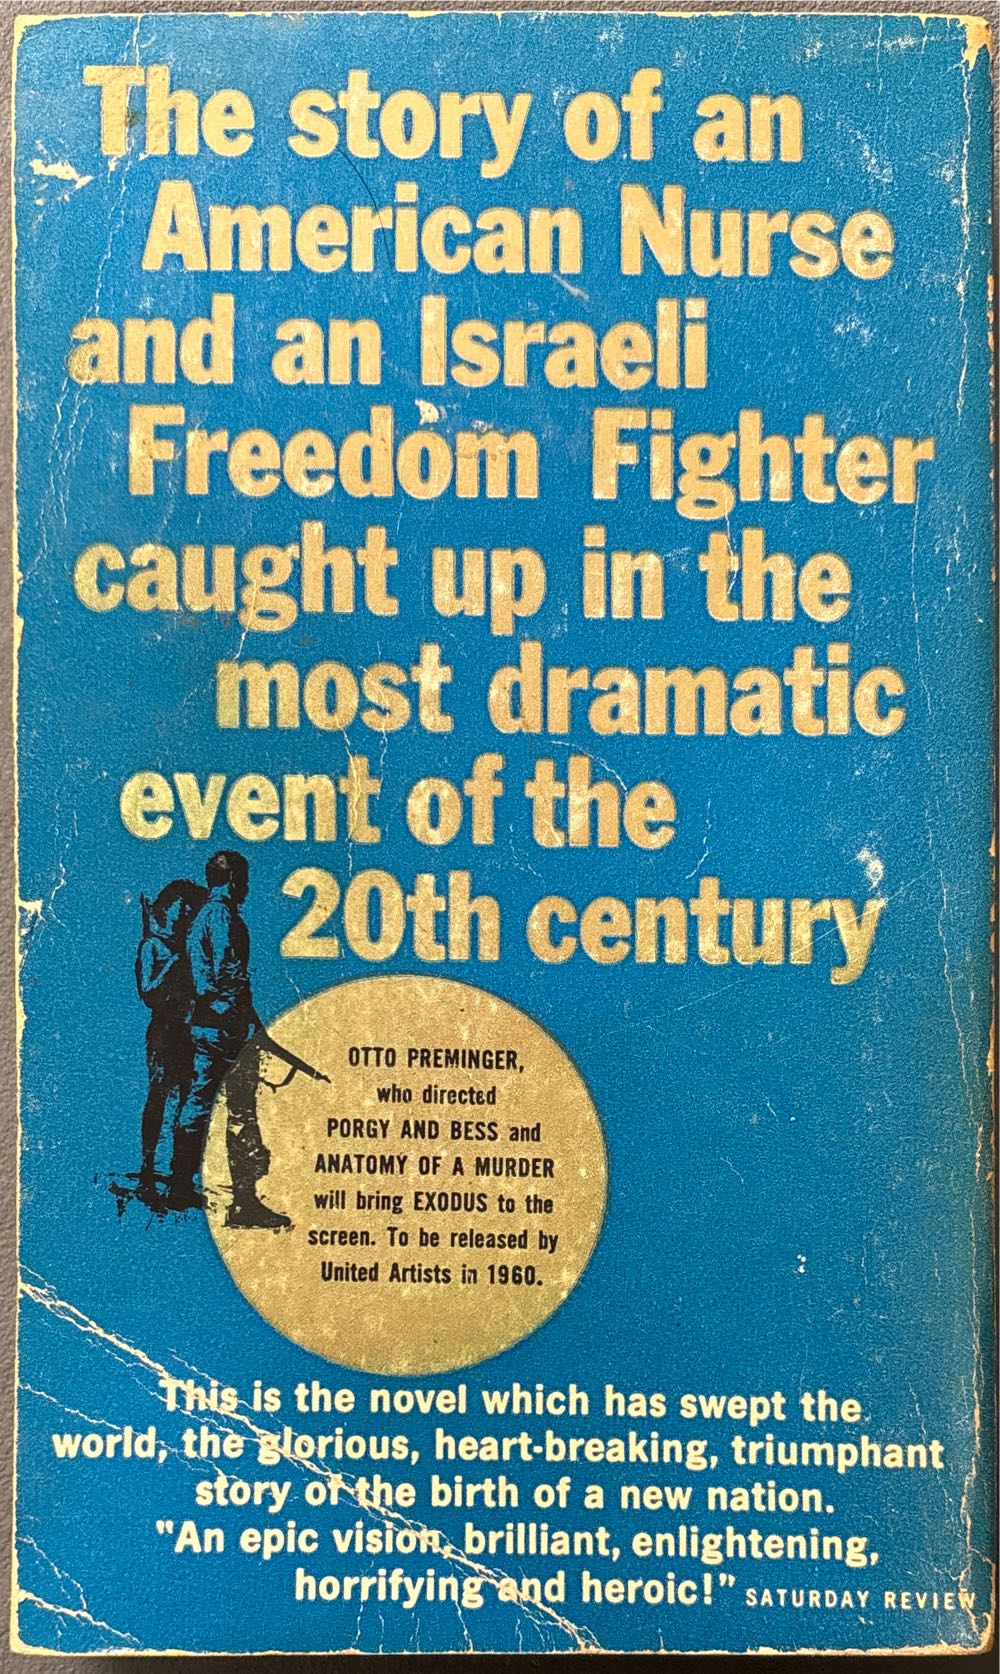 The story of an
American Nurse
and an Israeli
Freedom Fighter
caught up in the
most dramatic
event of the
20th century
OTTO PREMINGER,
who directed
PORGY AND BESS and
ANATOMY OF A MURDER
will bring EXODUS to the
screen. To be released by
United Artists in 1960.
This is the novel which has swept the
world, the glorious, heart-breaking, triumphant
story of the birth of a new nation.
"An epic vision, brilliant, enlightening,
horrifying and heroic!" SATURDAY REVIEW